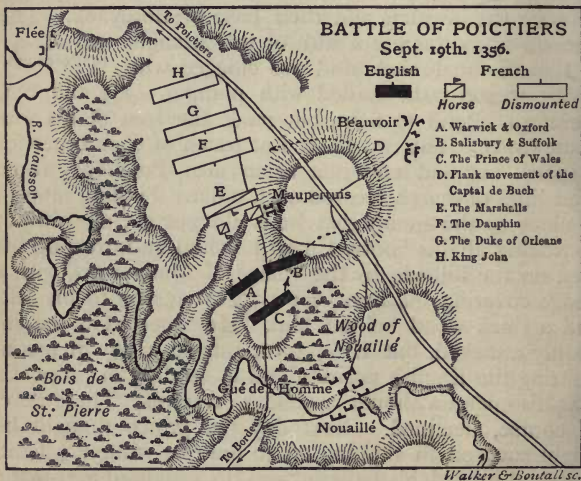 BATTLE OF POICTIERS
Sept. 19th. 1356.
English
French
Horse
Dismounted
A. Warwick & Oxford
B. Salisbury & Suffolk
C. The Prince of Wales
D. Flank movement of the
Captal de Buch
E. The Marshalls
F. The Dauphin
G. The Duke of Orleans
H. King John
Flée
To Poictiers
R. Miausson
H
G
F
E
Beauvoir
D
Maupertuis
A
B
C
Wood of
Nouaillé
Gué de l'Homme
Bois de
St. Pierre
Nouaillé
To Bordeaux
Walker & Boutall sc.